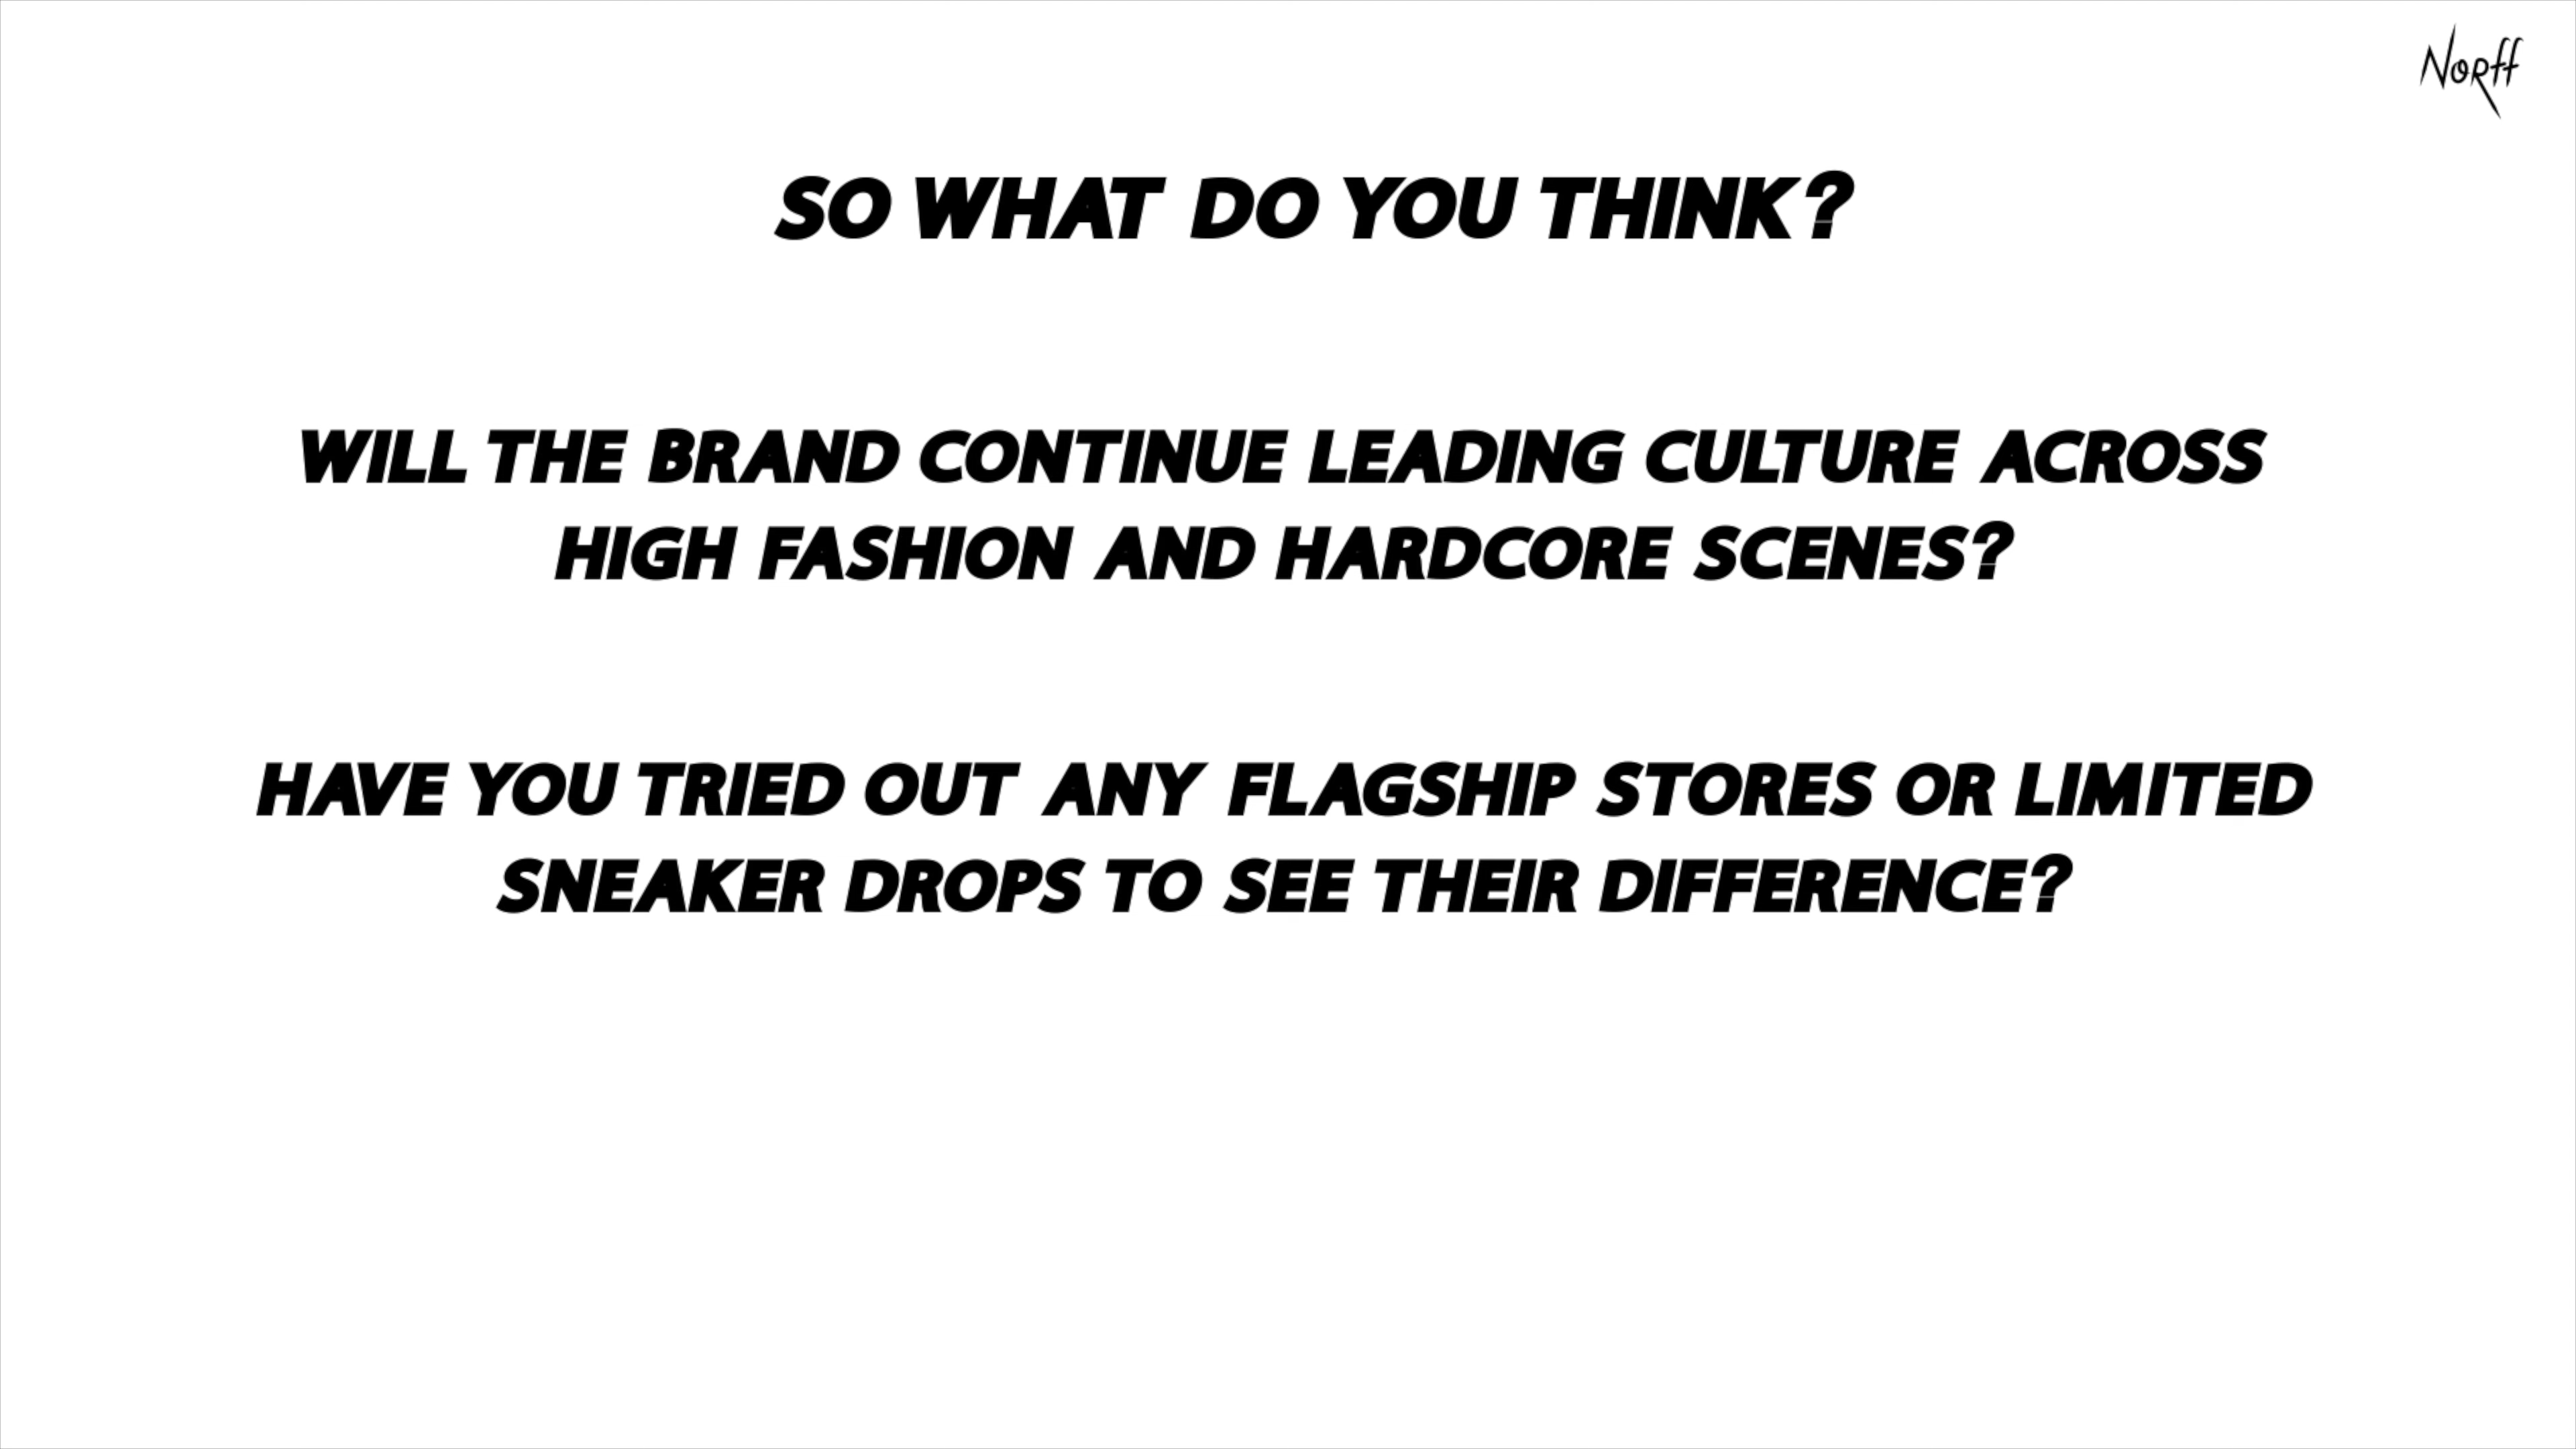 Norff
SO WHAT DO YOU THINK?
WILL THE BRAND CONTINUE LEADING CULTURE ACROSS
HIGH FASHION AND HARDCORE SCENES?
HAVE YOU TRIED OUT ANY FLAGSHIP STORES OR LIMITED
SNEAKER DROPS TO SEE THEIR DIFFERENCE?